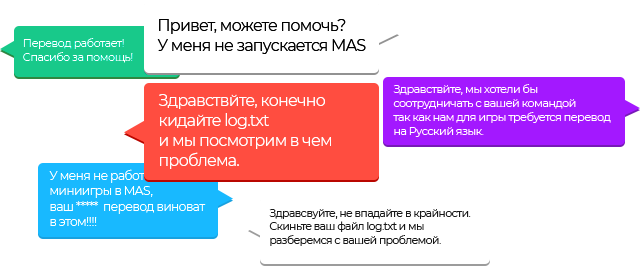 Привет, можете помочь?
У меня не запускается MAS
Перевод работает!
Спасибо за помощь!
Здравствйте, конечно
кидайте log.txt
и мы посмотрим в чем
проблема.
Здравствйте, мы хотели бы
соотрудничать с вашей командой
так как нам для игры требуется перевод
на Русский язык.
У меня не работ
миниигры в MAS,
ваш ***** перевод виноват
в этом!!!!
Здравсвуйте, не впадайте в крайности.
Скиньте ваш файл log.txt и мы
разберемся с вашей проблемой.